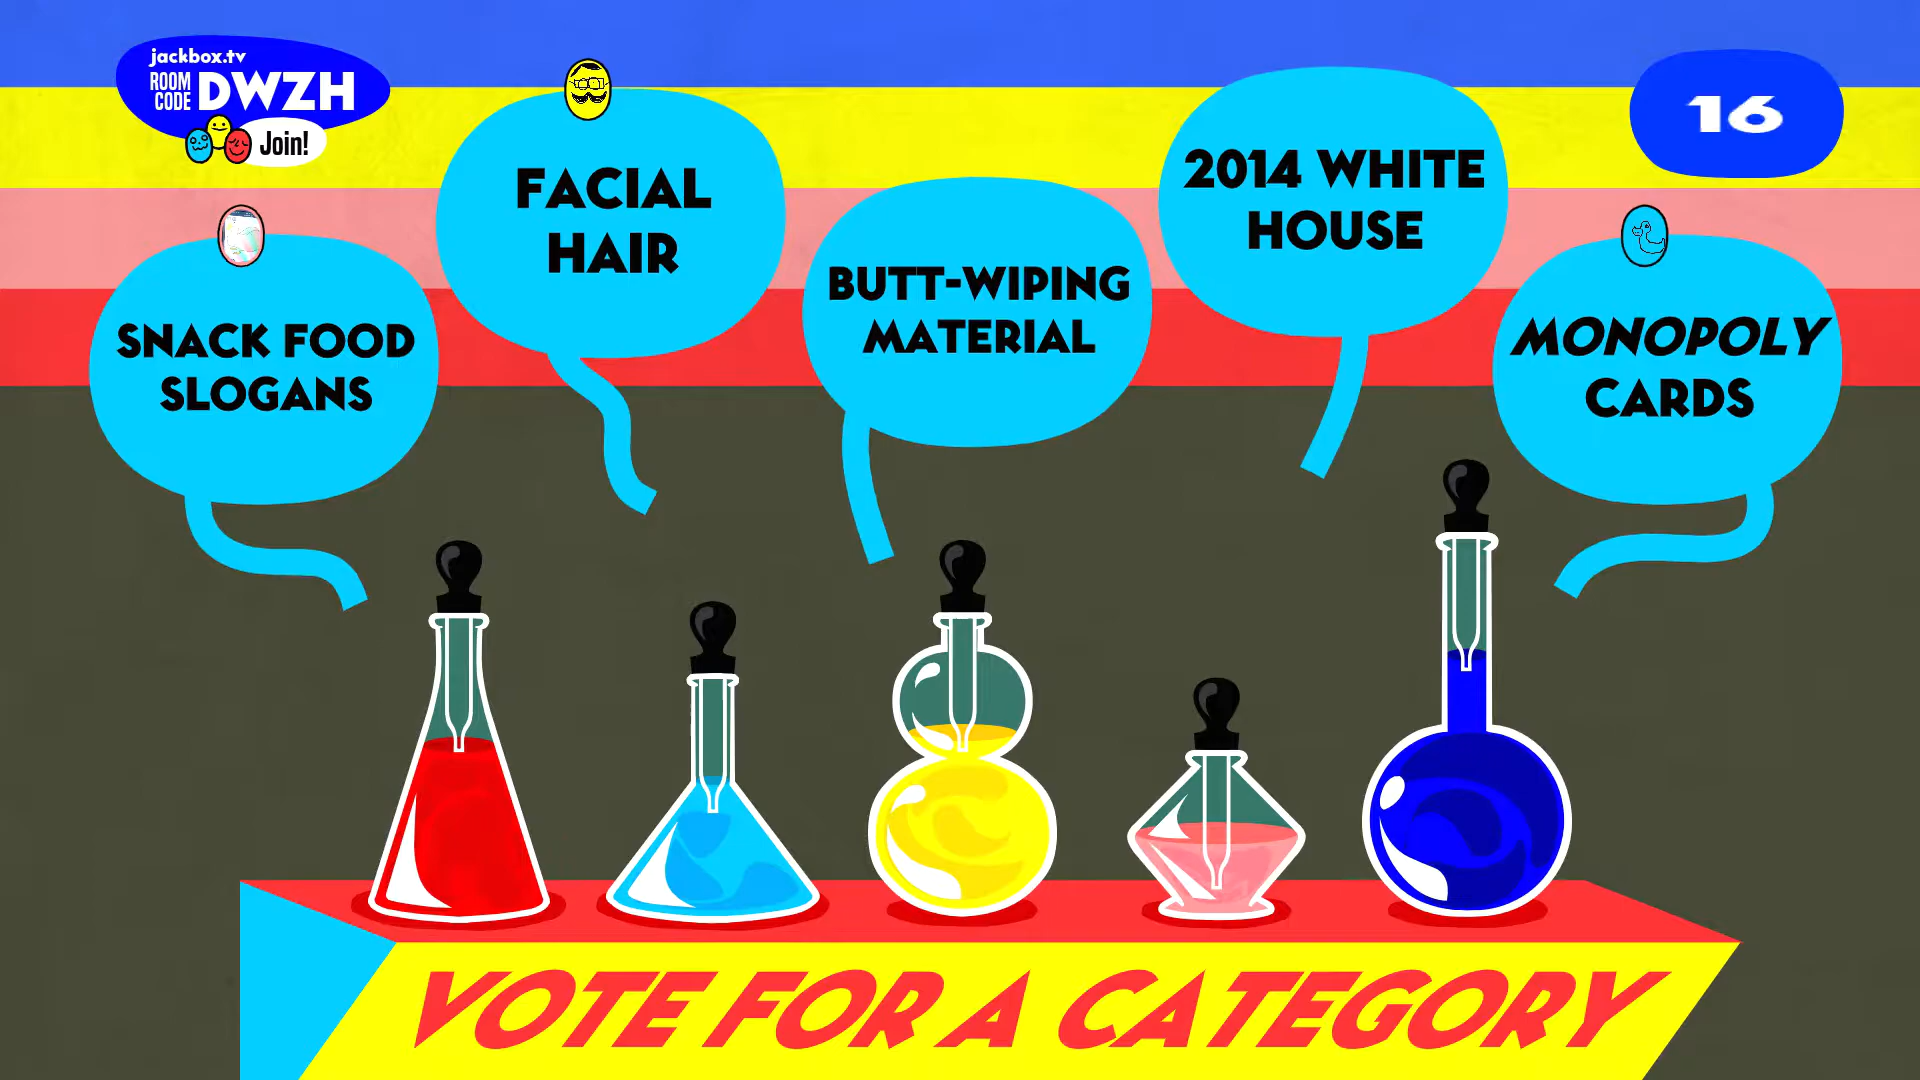 jackbox.tv
ROOM CODE DWZH
Join!
16
SNACK FOOD
SLOGANS
FACIAL
HAIR
BUTT-WIPING
MATERIAL
2014 WHITE
HOUSE
MONOPOLY
CARDS
VOTE FOR A CATEGORY